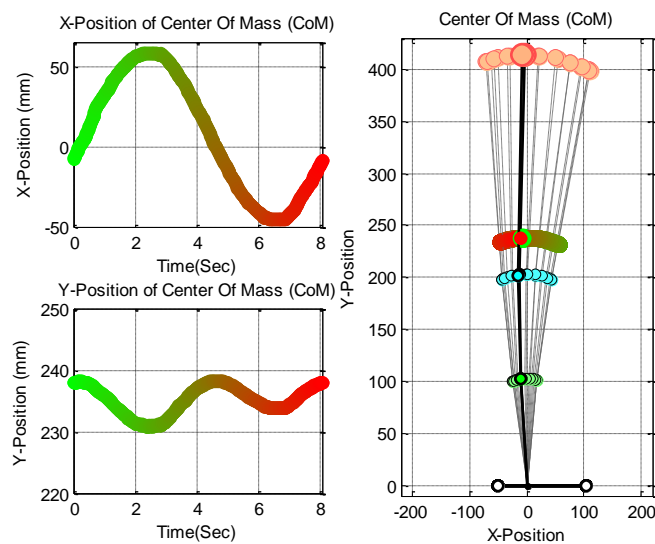 X-Position of Center Of Mass (CoM)
50
0
-50
X-Position (mm)
0 2 4 6 8
Time(Sec)
Y-Position of Center Of Mass (CoM)
250
240
230
220
Y-Position (mm)
0 2 4 6 8
Time(Sec)
Center Of Mass (CoM)
400
350
300
250
200
150
100
50
0
Y-Position
-200 -100 0 100 200
X-Position